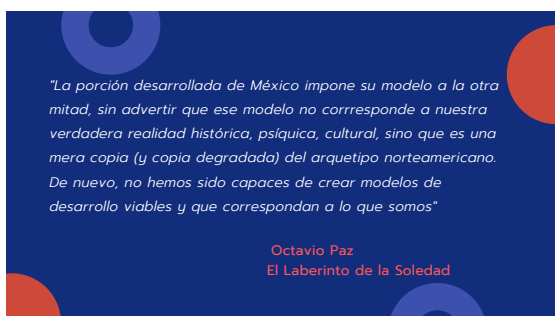 "La porción desarrollada de México impone su modelo a la otra
mitad, sin advertir que ese modelo no corrresponde a nuestra
verdadera realidad histórica, psíquica, cultural, sino que es una
mera copia (y copia degradada) del arquetipo norteamericano.
De nuevo, no hemos sido capaces de crear modelos de
desarrollo viables y que correspondan a lo que somos"
Octavio Paz
El Laberinto de la Soledad